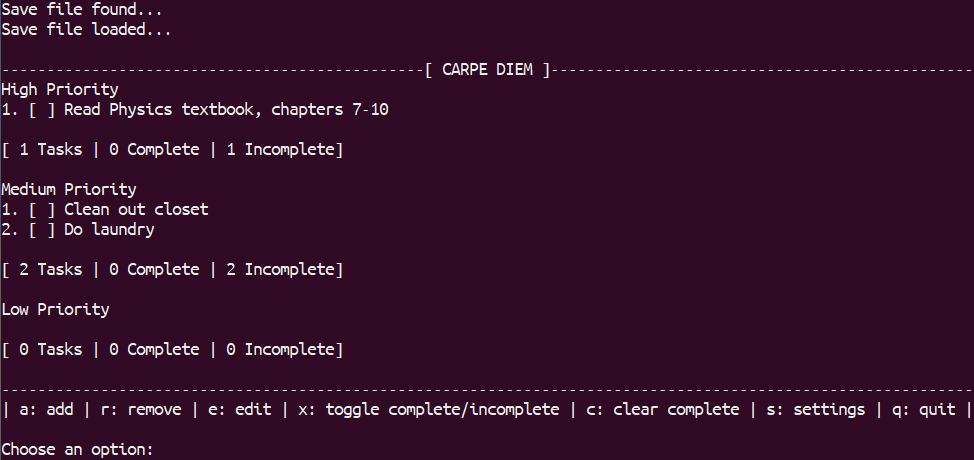 Save file found...
Save file loaded...
-----------------------------------------------[ CARPE DIEM ]-----------------------------------------------
High Priority
1. [ ] Read Physics textbook, chapters 7-10
[ 1 Tasks | 0 Complete | 1 Incomplete]
Medium Priority
1. [ ] Clean out closet
2. [ ] Do laundry
[ 2 Tasks | 0 Complete | 2 Incomplete]
Low Priority
[ 0 Tasks | 0 Complete | 0 Incomplete]
------------------------------------------------------------------------------------------------------------
| a: add | r: remove | e: edit | x: toggle complete/incomplete | c: clear complete | s: settings | q: quit |
Choose an option: